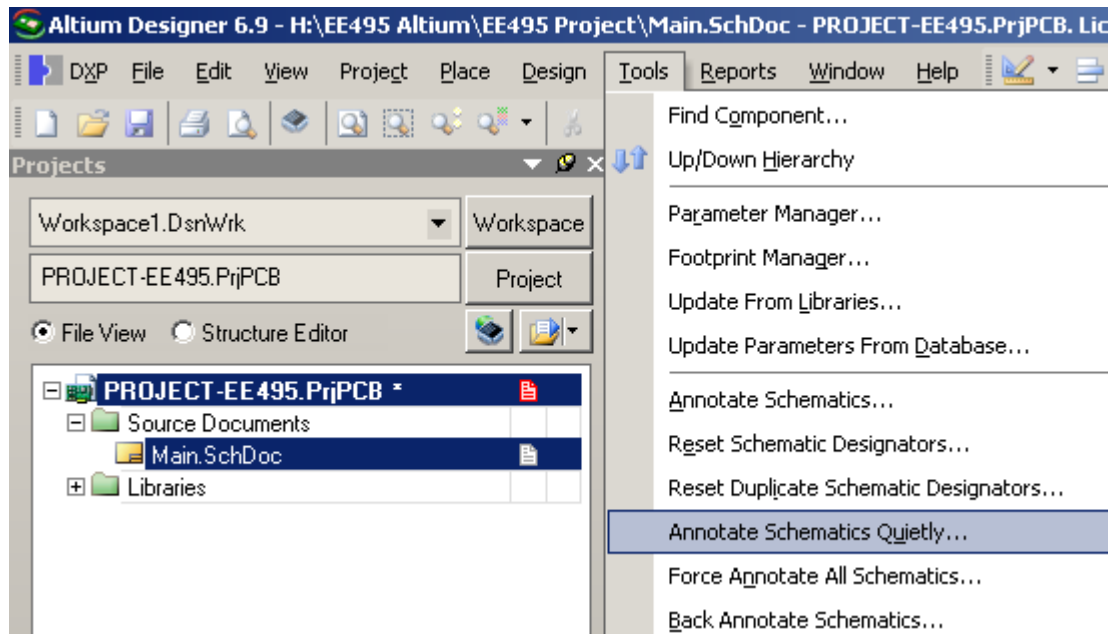 Altium Designer 6.9 - H:\EE495 Altium\EE495 Project\Main.SchDoc - PROJECT-EE495.PrjPCB. Lic
DXP File Edit View Project Place Design Tools Reports Window Help
Projects
Workspace1.DsnWrk Workspace
PROJECT-EE495.PrjPCB Project
File View Structure Editor
PROJECT-EE495.PrjPCB *
Source Documents
Main.SchDoc
Libraries
Find Component...
Up/Down Hierarchy
Parameter Manager...
Footprint Manager...
Update From Libraries...
Update Parameters From Database...
Annotate Schematics...
Reset Schematic Designators...
Reset Duplicate Schematic Designators...
Annotate Schematics Quietly...
Force Annotate All Schematics...
Back Annotate Schematics...